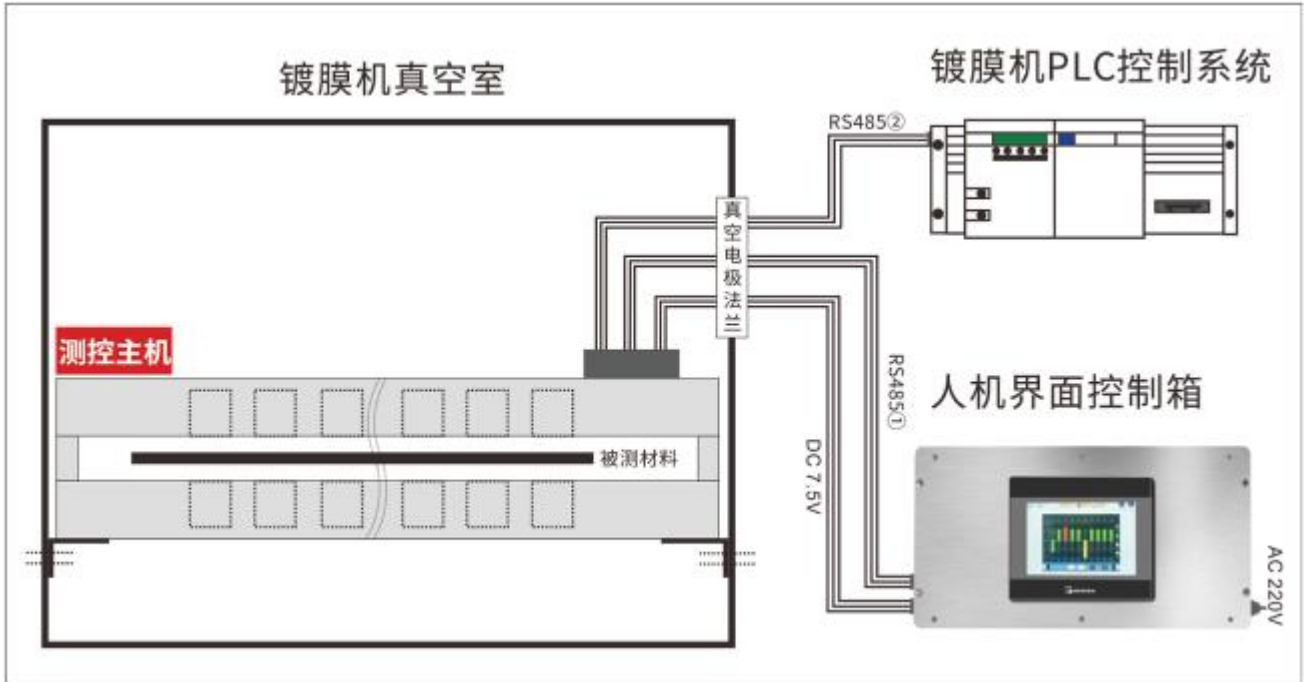 镀膜机真空室
镀膜机PLC控制系统
RS485②
真空电极法兰
测控主机
RS485①
人机界面控制箱
被测材料
DC 7.5V
AC 220V